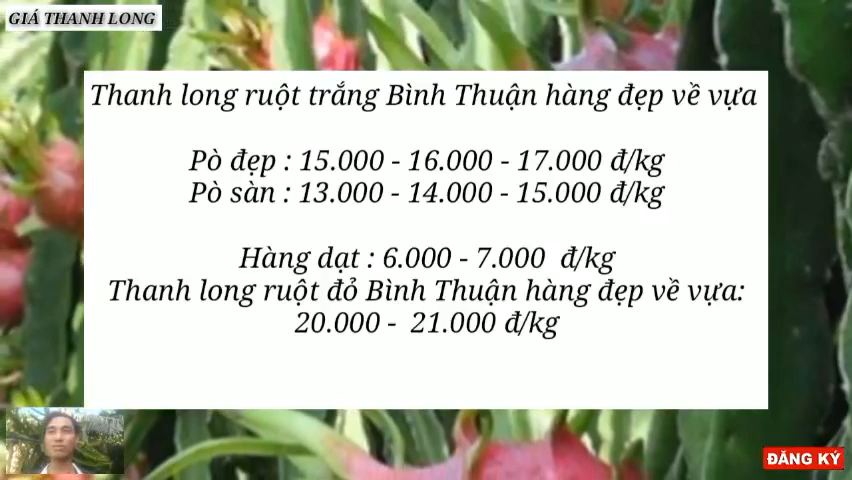 GIÁ THANH LONG
Thanh long ruột trắng Bình Thuận hàng đẹp về vựa
Pò đẹp : 15.000 - 16.000 - 17.000 đ/kg
Pò sàn : 13.000 - 14.000 - 15.000 đ/kg
Hàng dạt : 6.000 - 7.000 đ/kg
Thanh long ruột đỏ Bình Thuận hàng đẹp về vựa:
20.000 - 21.000 đ/kg
ĐĂNG KÝ